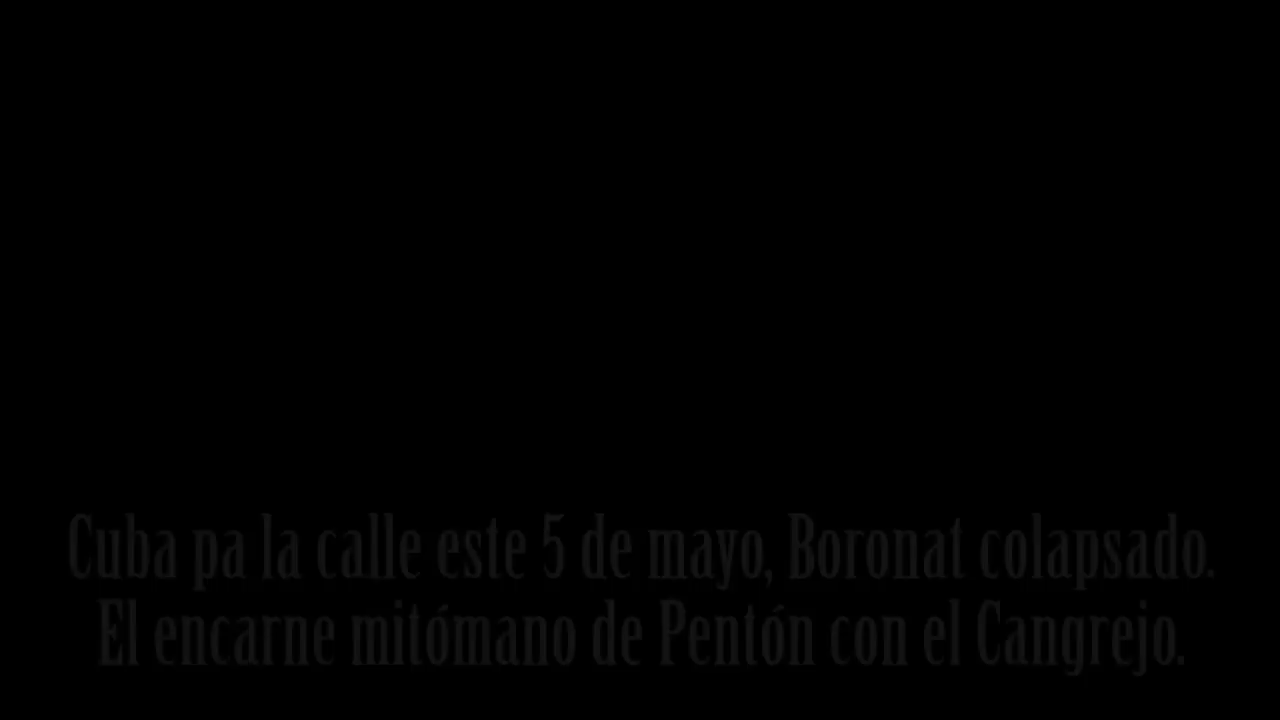 Cuba pa la calle este 5 de mayo, Boronat colapsado.
El encarne mitómano de Pentón con el Cangrejo.